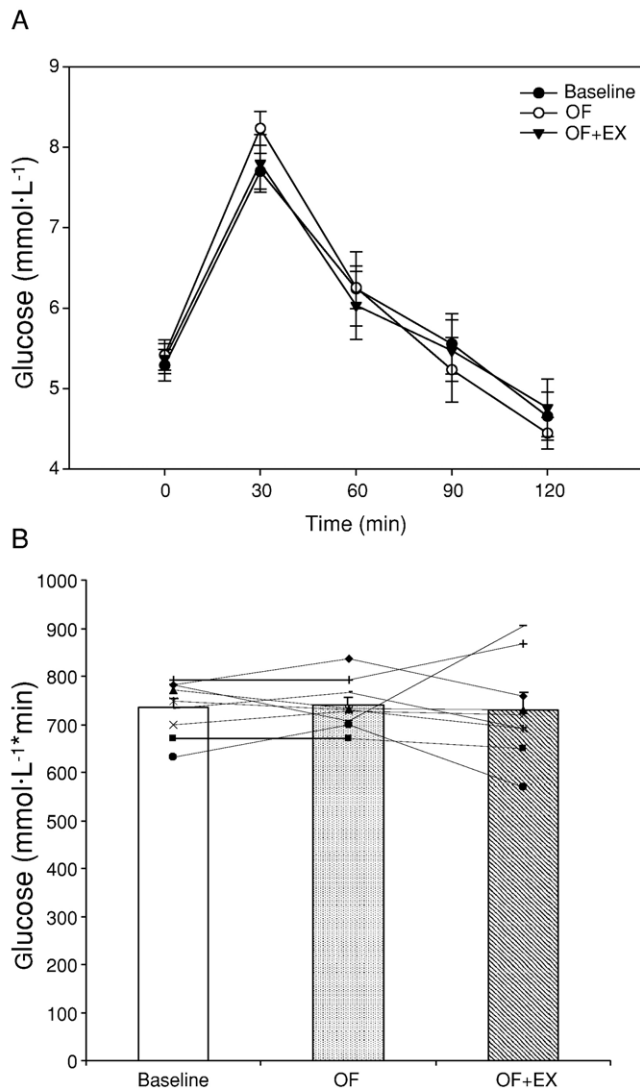 A
9
8
7
6
5
4
Glucose (mmol·L⁻¹)
Baseline
OF
OF+EX
0 30 60 90 120
Time (min)
B
1000
900
800
700
600
500
400
300
200
100
0
Glucose (mmol·L⁻¹*min)
Baseline OF OF+EX